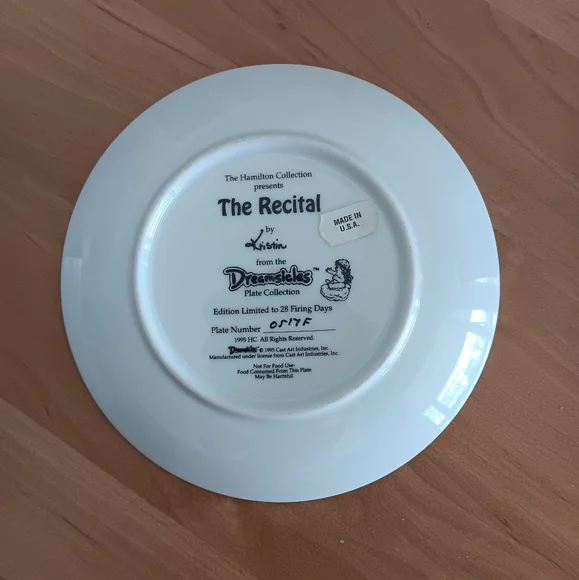 The Hamilton Collection
presents
The Recital
by
Kristin
from the
Dreamsicles™
Plate Collection
Edition Limited to 28 Firing Days
Plate Number 0517F
1995 HC. All Rights Reserved.
Dreamsicles © 1995 Cast Art Industries, Inc.
Manufactured under license from Cast Art Industries, Inc.
Not For Food Use-
Food Consumed From This Plate
May Be Harmful.
MADE IN
U.S.A.